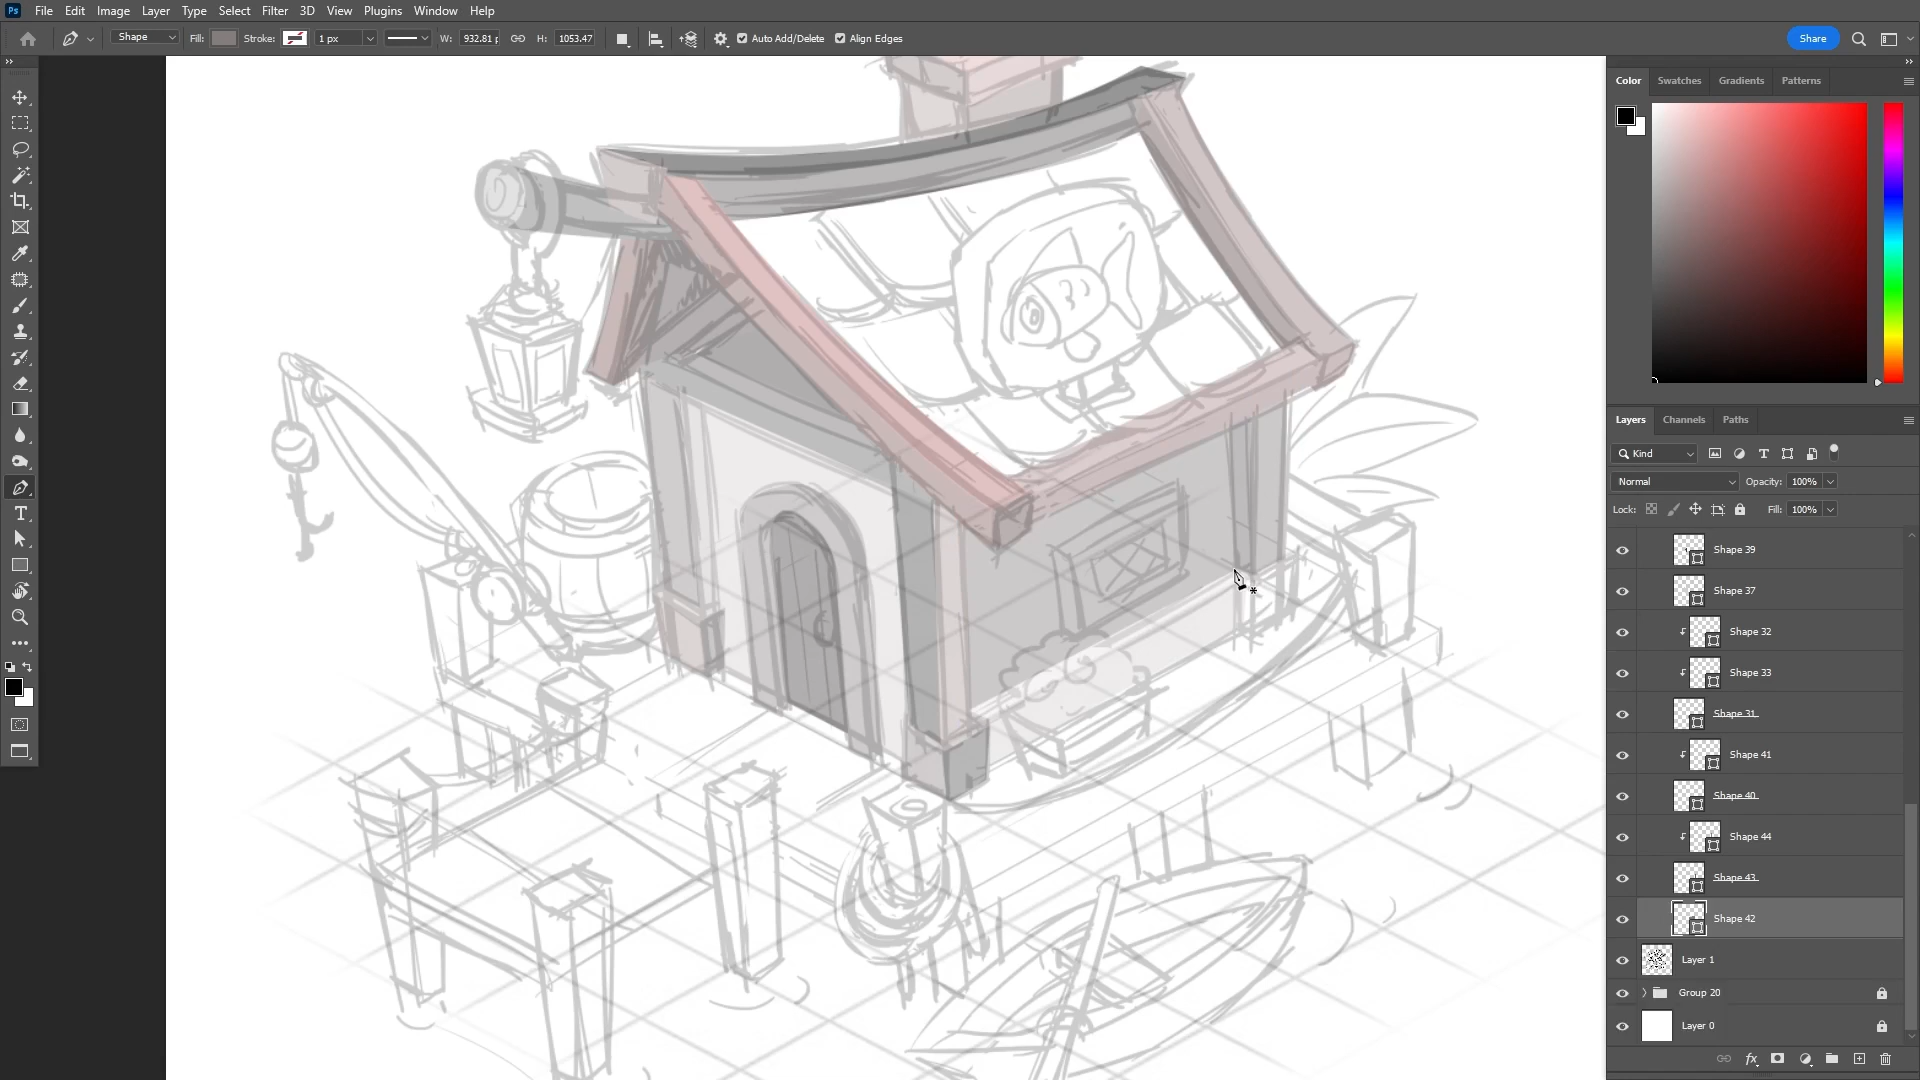 Ps File Edit Image Layer Type Select Filter 3D View Plugins Window Help
Shape Fill: Stroke: 1 px W: 932.81 p H: 1053.47 Auto Add/Delete Align Edges Share
Color Swatches Gradients Patterns
Layers Channels Paths
Kind
Normal Opacity: 100%
Lock: Fill: 100%
Shape 39
Shape 37
Shape 32
Shape 33
Shape 31
Shape 41
Shape 40
Shape 44
Shape 43
Shape 42
Layer 1
Group 20
Layer 0